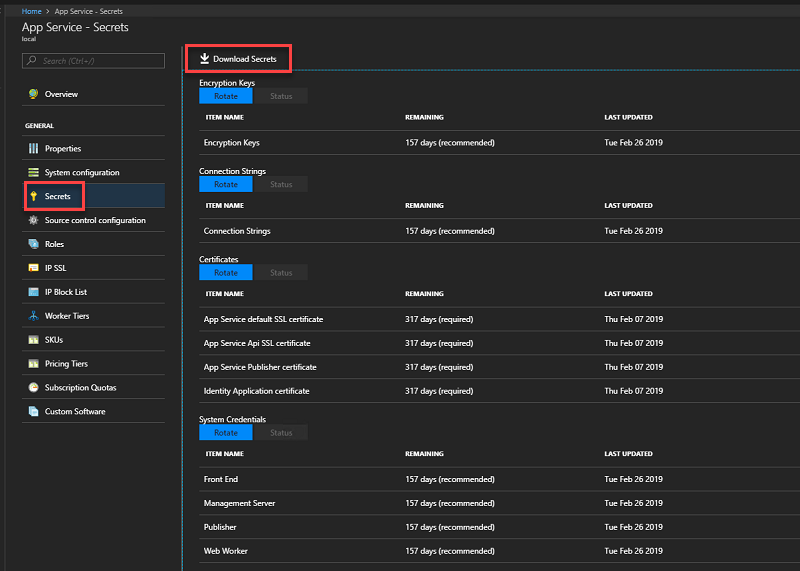 Home > App Service - Secrets
App Service - Secrets
local
Search (Ctrl+/)
Overview
GENERAL
Properties
System configuration
Secrets
Source control configuration
Roles
IP SSL
IP Block List
Worker Tiers
SKUs
Pricing Tiers
Subscription Quotas
Custom Software
Download Secrets
Encryption Keys
Rotate Status
ITEM NAME REMAINING LAST UPDATED
Encryption Keys 157 days (recommended) Tue Feb 26 2019
Connection Strings
Rotate Status
ITEM NAME REMAINING LAST UPDATED
Connection Strings 157 days (recommended) Tue Feb 26 2019
Certificates
Rotate Status
ITEM NAME REMAINING LAST UPDATED
App Service default SSL certificate 317 days (required) Thu Feb 07 2019
App Service Api SSL certificate 317 days (required) Thu Feb 07 2019
App Service Publisher certificate 317 days (required) Thu Feb 07 2019
Identity Application certificate 317 days (required) Thu Feb 07 2019
System Credentials
Rotate Status
ITEM NAME REMAINING LAST UPDATED
Front End 157 days (recommended) Tue Feb 26 2019
Management Server 157 days (recommended) Tue Feb 26 2019
Publisher 157 days (recommended) Tue Feb 26 2019
Web Worker 157 days (recommended) Tue Feb 26 2019